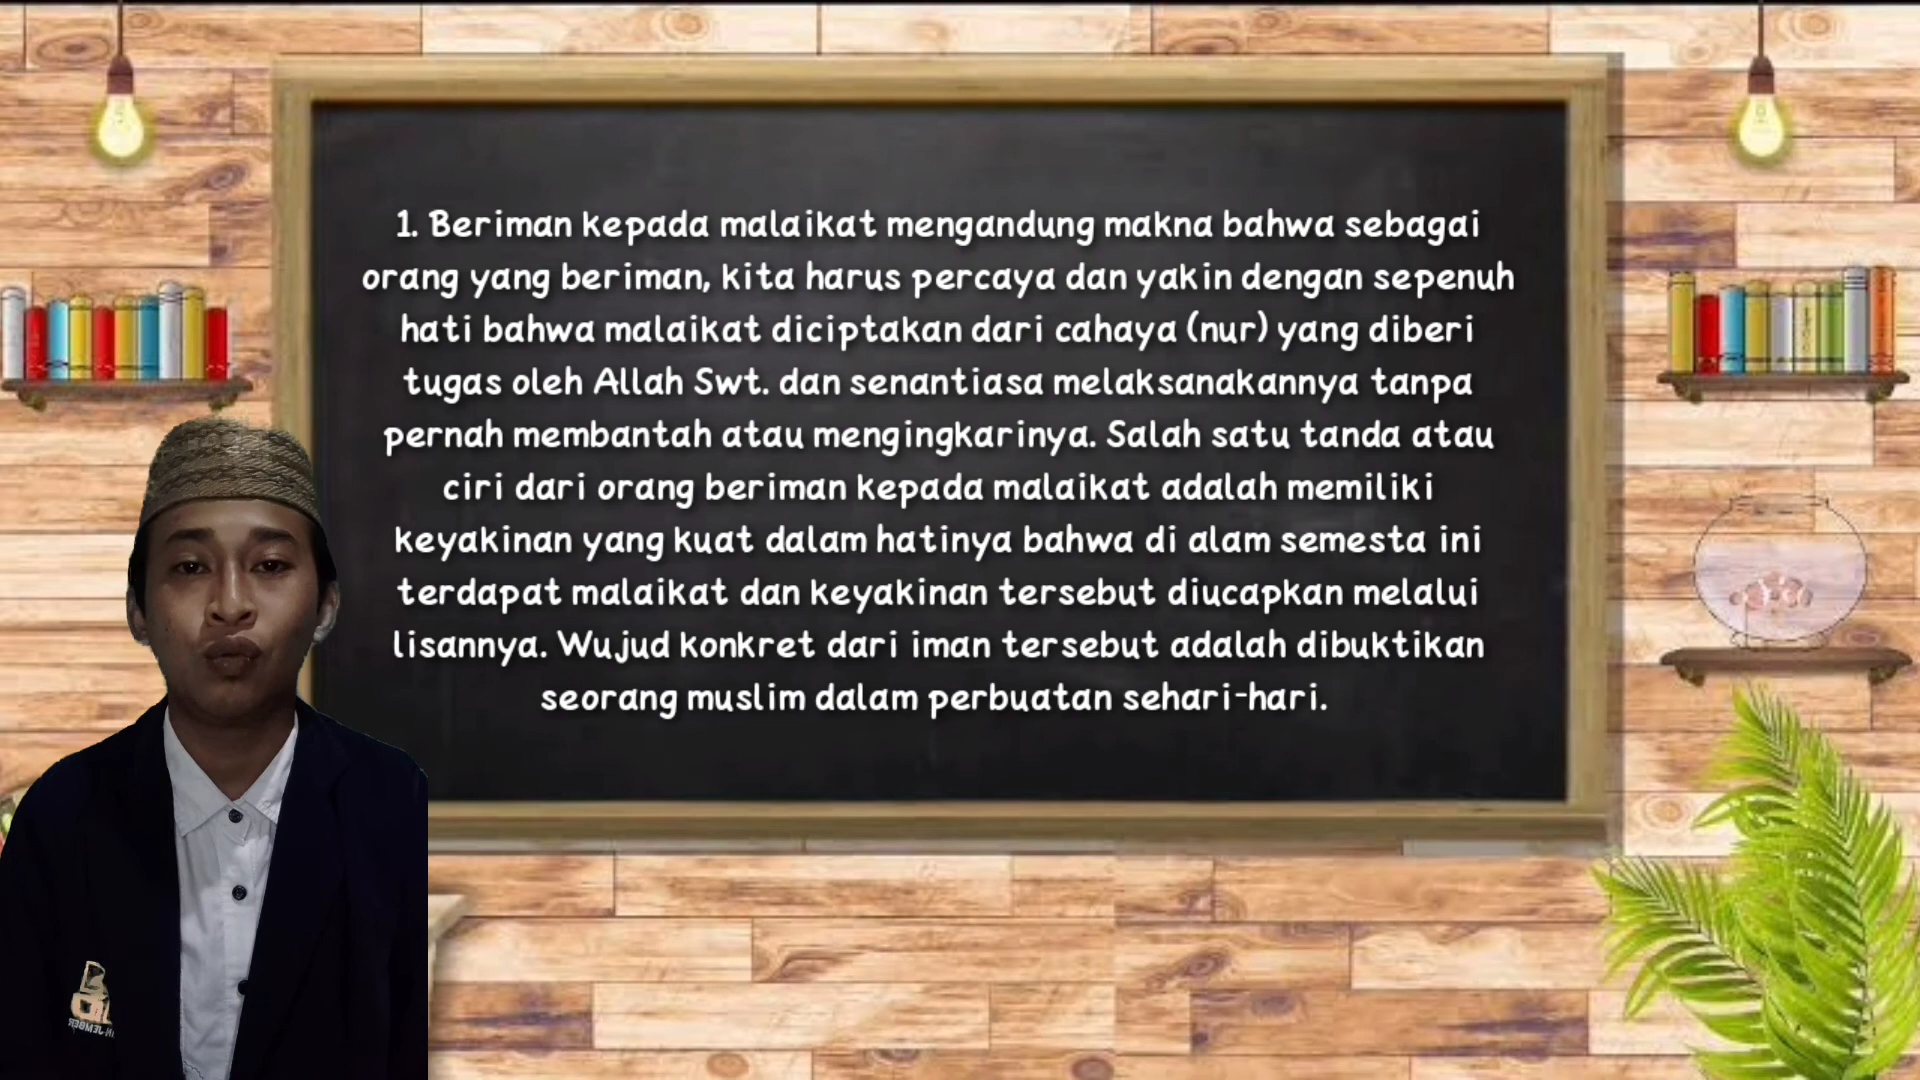 1. Beriman kepada malaikat mengandung makna bahwa sebagai
orang yang beriman, kita harus percaya dan yakin dengan sepenuh
hati bahwa malaikat diciptakan dari cahaya (nur) yang diberi
tugas oleh Allah Swt. dan senantiasa melaksanakannya tanpa
pernah membantah atau mengingkarinya. Salah satu tanda atau
ciri dari orang beriman kepada malaikat adalah memiliki
keyakinan yang kuat dalam hatinya bahwa di alam semesta ini
terdapat malaikat dan keyakinan tersebut diucapkan melalui
lisannya. Wujud konkret dari iman tersebut adalah dibuktikan
seorang muslim dalam perbuatan sehari-hari.
JEMBER